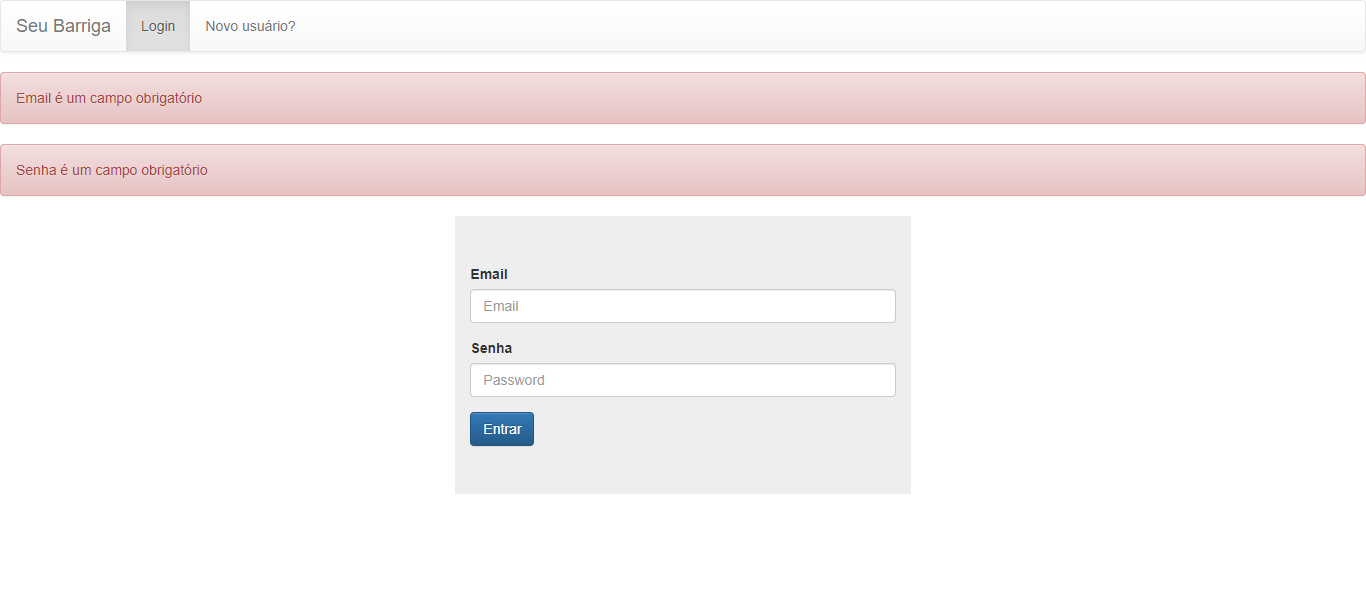 Seu Barriga Login Novo usuário?
Email é um campo obrigatório
Senha é um campo obrigatório
Email
Email
Senha
Password
Entrar